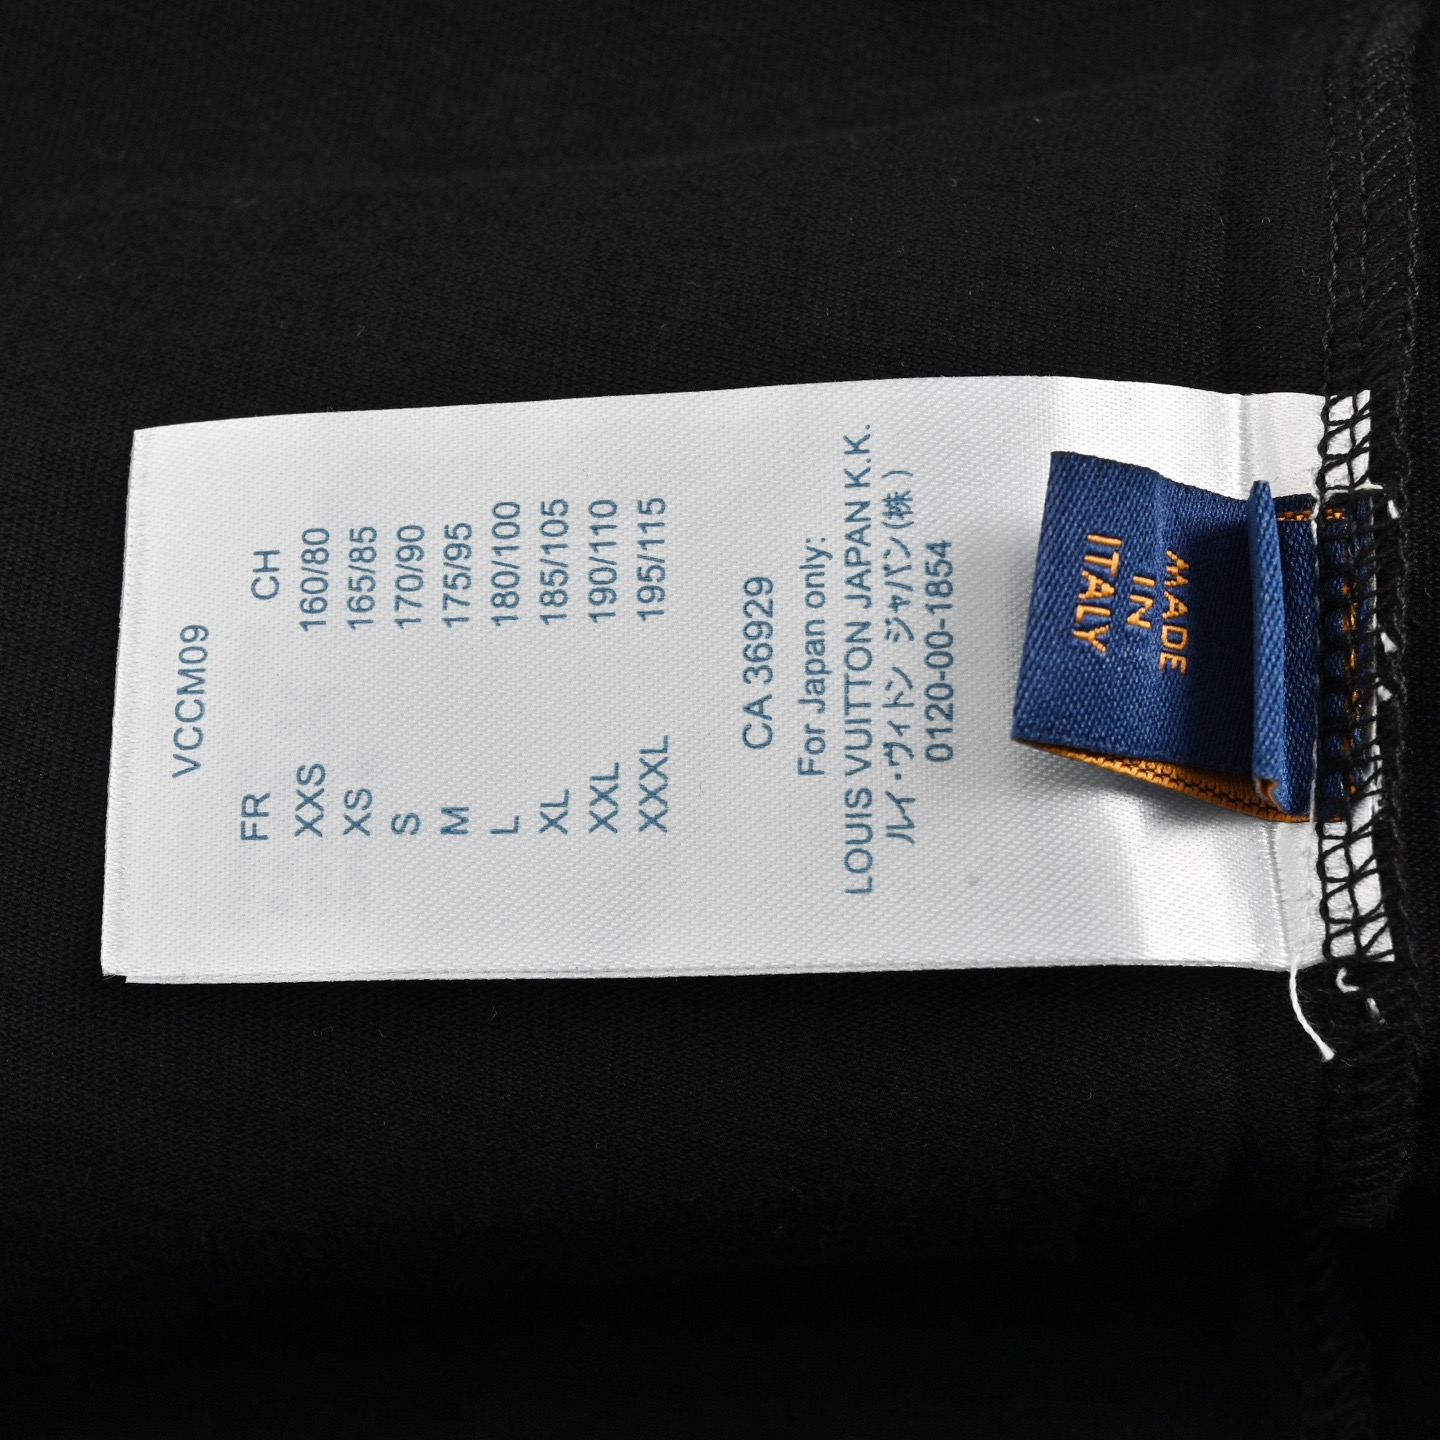 VCCM09
FR CH
XXS 160/80
XS 165/85
S 170/90
M 175/95
L 180/100
XL 185/105
XXL 190/110
XXXL 195/115
CA 36929
For Japan only:
LOUIS VUITTON JAPAN K.K.
ルイ・ヴィトン ジャパン(株)
0120-00-1854
MADE
IN
ITALY